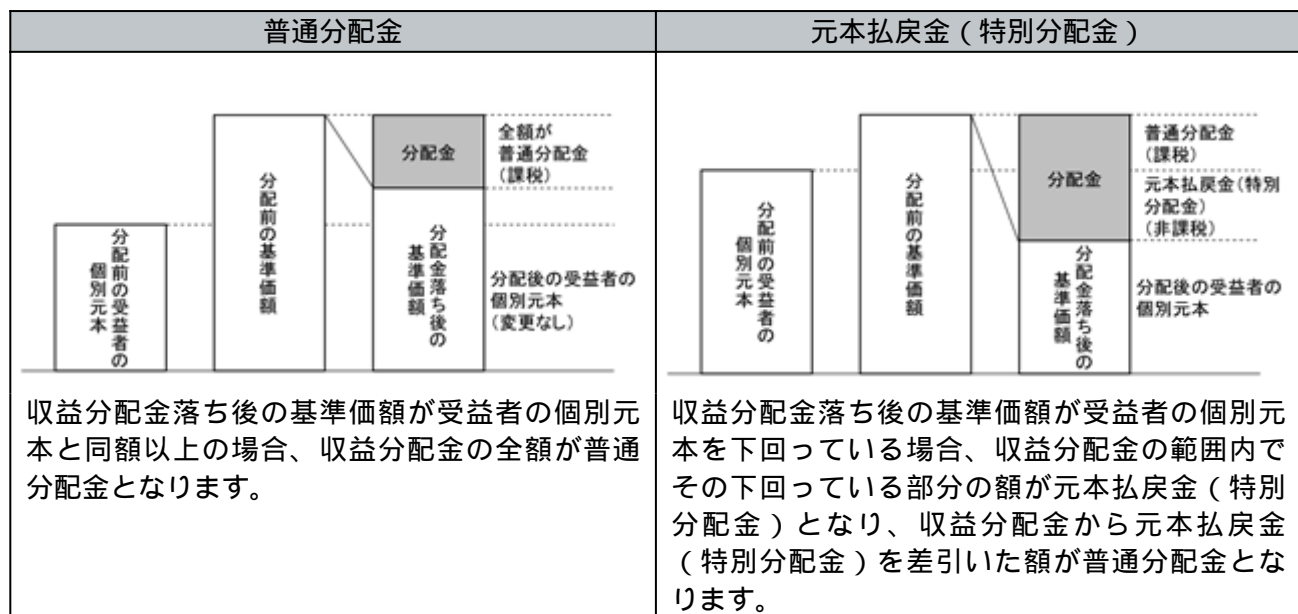 普通分配金
分配前の受益者の
個別元本
分配前の基準価額
分配金
分配金落ち後の
基準価額
全額が
普通分配金
(課税)
分配後の受益者の
個別元本
(変更なし)
収益分配金落ち後の基準価額が受益者の個別元
本と同額以上の場合、収益分配金の全額が普通
分配金となります。
元本払戻金(特別分配金)
分配前の受益者の
個別元本
分配前の基準価額
分配金
分配金落ち後の
基準価額
普通分配金
(課税)
元本払戻金(特別
分配金)
(非課税)
分配後の受益者の
個別元本
収益分配金落ち後の基準価額が受益者の個別元
本を下回っている場合、収益分配金の範囲内で
その下回っている部分の額が元本払戻金(特別
分配金)となり、収益分配金から元本払戻金
(特別分配金)を差引いた額が普通分配金とな
ります。